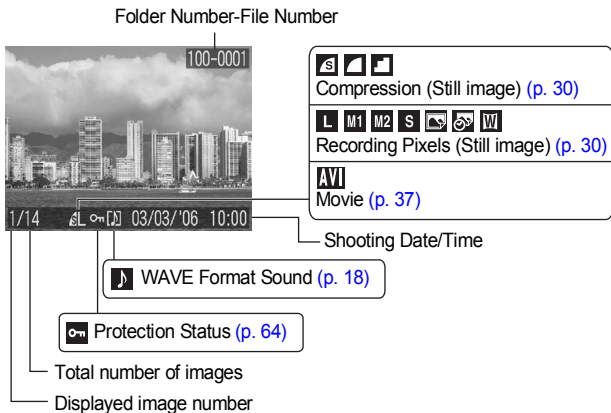 Folder Number-File Number
100-0001
S
Compression (Still image) (p. 30)
L M1 M2 S W
Recording Pixels (Still image) (p. 30)
AVI
Movie (p. 37)
1/14 L 03/03/'06 10:00
Shooting Date/Time
WAVE Format Sound (p. 18)
Protection Status (p. 64)
Total number of images
Displayed image number